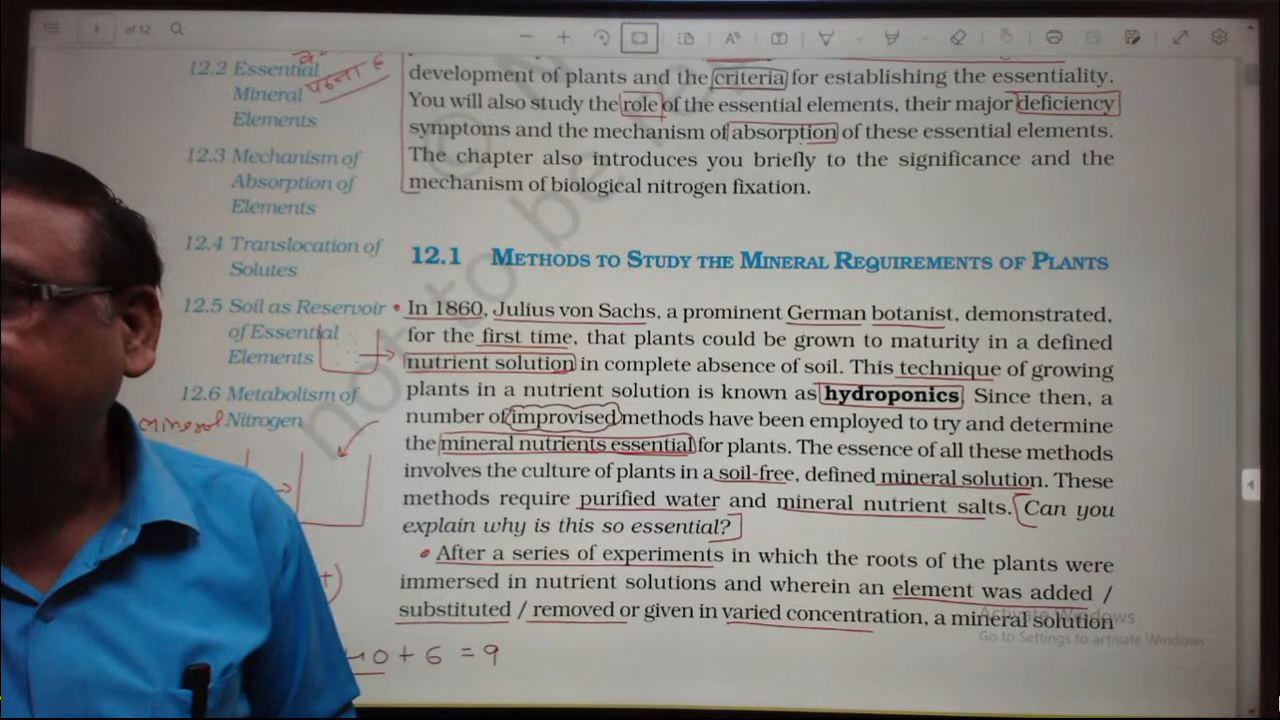 1 of 12
12.2 Essential
Mineral
Elements
12.3 Mechanism of
Absorption of
Elements
12.4 Translocation of
Solutes
12.5 Soil as Reservoir
of Essential
Elements
12.6 Metabolism of
Nitrogen
mineral
development of plants and the criteria for establishing the essentiality.
You will also study the role of the essential elements, their major deficiency
symptoms and the mechanism of absorption of these essential elements.
The chapter also introduces you briefly to the significance and the
mechanism of biological nitrogen fixation.
12.1 METHODS TO STUDY THE MINERAL REQUIREMENTS OF PLANTS
In 1860, Julius von Sachs, a prominent German botanist, demonstrated,
for the first time, that plants could be grown to maturity in a defined
nutrient solution in complete absence of soil. This technique of growing
plants in a nutrient solution is known as hydroponics. Since then, a
number of improvised methods have been employed to try and determine
the mineral nutrients essential for plants. The essence of all these methods
involves the culture of plants in a soil-free, defined mineral solution. These
methods require purified water and mineral nutrient salts. Can you
explain why is this so essential?
After a series of experiments in which the roots of the plants were
immersed in nutrient solutions and wherein an element was added /
substituted / removed or given in varied concentration, a mineral solution
+ 6 = 9
© N
not to be re
Activate Windows
Go to Settings to activate Windows.